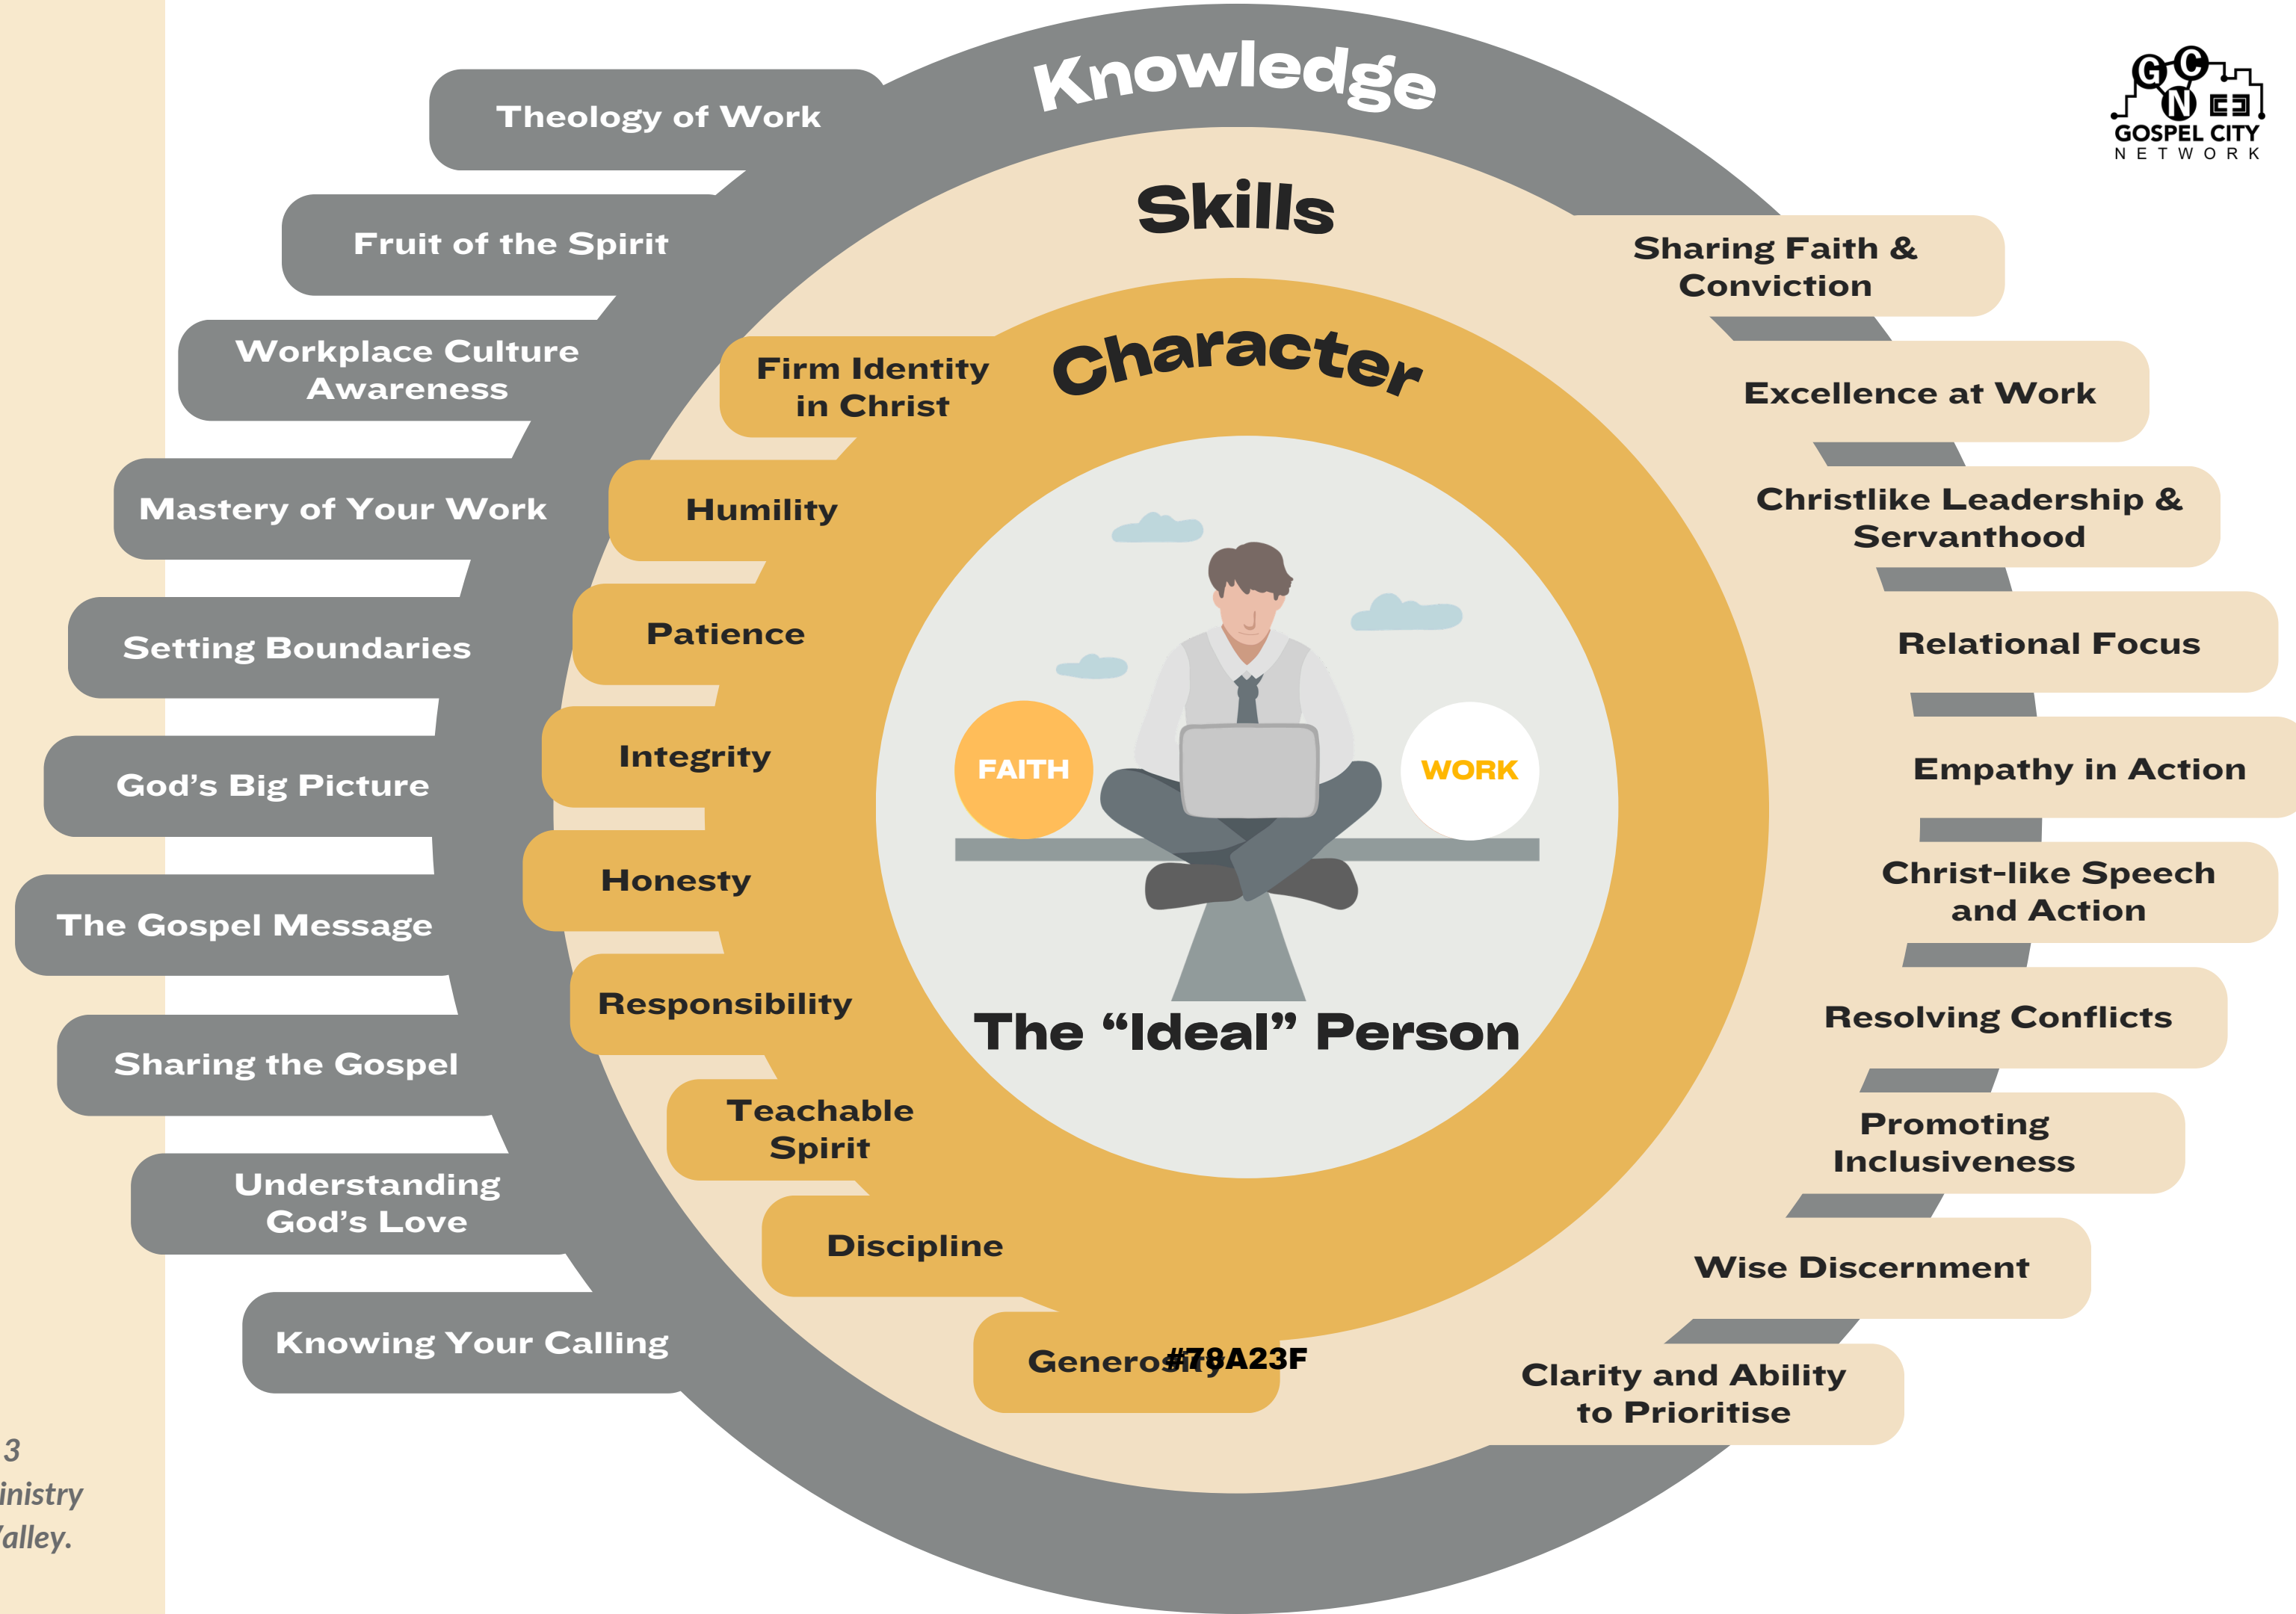 Knowledge
Skills
Character
G C N
GOSPEL CITY
NETWORK
Theology of Work
Fruit of the Spirit
Workplace Culture
Awareness
Mastery of Your Work
Setting Boundaries
God’s Big Picture
The Gospel Message
Sharing the Gospel
Understanding
God’s Love
Knowing Your Calling
Firm Identity
in Christ
Humility
Patience
Integrity
Honesty
Responsibility
Teachable
Spirit
Discipline
Generosity
#78A23F
FAITH
WORK
The “Ideal” Person
Sharing Faith &
Conviction
Excellence at Work
Christlike Leadership &
Servanthood
Relational Focus
Empathy in Action
Christ-like Speech
and Action
Resolving Conflicts
Promoting
Inclusiveness
Wise Discernment
Clarity and Ability
to Prioritise
3
inistry
alley.